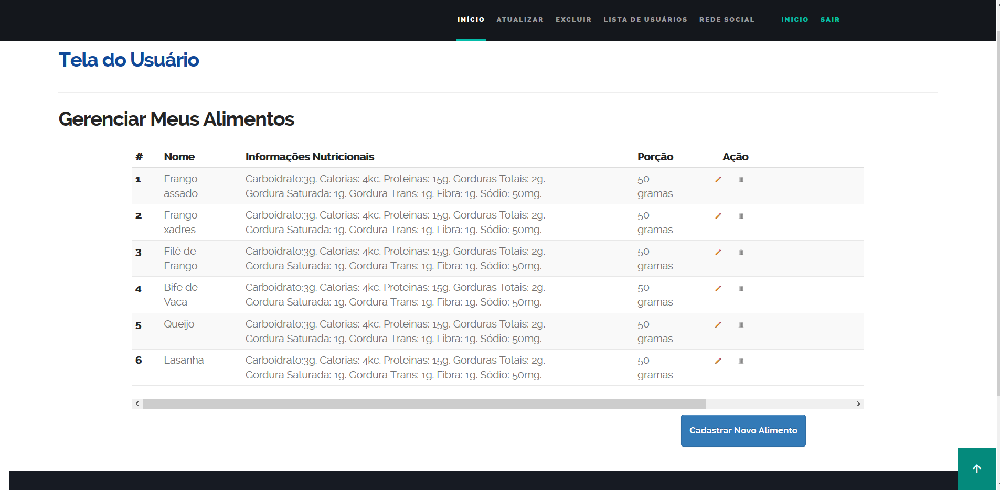 INÍCIO ATUALIZAR EXCLUIR LISTA DE USUÁRIOS REDE SOCIAL INICIO SAIR
Tela do Usuário
Gerenciar Meus Alimentos
# Nome Informações Nutricionais Porção Ação
1 Frango Carboidrato:3g. Calorias: 4kc. Proteinas: 15g. Gorduras Totais: 2g. 50
assado Gordura Saturada: 1g. Gordura Trans: 1g. Fibra: 1g. Sódio: 50mg. gramas
2 Frango Carboidrato:3g. Calorias: 4kc. Proteinas: 15g. Gorduras Totais: 2g. 50
xadres Gordura Saturada: 1g. Gordura Trans: 1g. Fibra: 1g. Sódio: 50mg. gramas
3 Filé de Carboidrato:3g. Calorias: 4kc. Proteinas: 15g. Gorduras Totais: 2g. 50
Frango Gordura Saturada: 1g. Gordura Trans: 1g. Fibra: 1g. Sódio: 50mg. gramas
4 Bife de Carboidrato:3g. Calorias: 4kc. Proteinas: 15g. Gorduras Totais: 2g. 50
Vaca Gordura Saturada: 1g. Gordura Trans: 1g. Fibra: 1g. Sódio: 50mg. gramas
5 Queijo Carboidrato:3g. Calorias: 4kc. Proteinas: 15g. Gorduras Totais: 2g. 50
Gordura Saturada: 1g. Gordura Trans: 1g. Fibra: 1g. Sódio: 50mg. gramas
6 Lasanha Carboidrato:3g. Calorias: 4kc. Proteinas: 15g. Gorduras Totais: 2g. 50
Gordura Saturada: 1g. Gordura Trans: 1g. Fibra: 1g. Sódio: 50mg. gramas
Cadastrar Novo Alimento